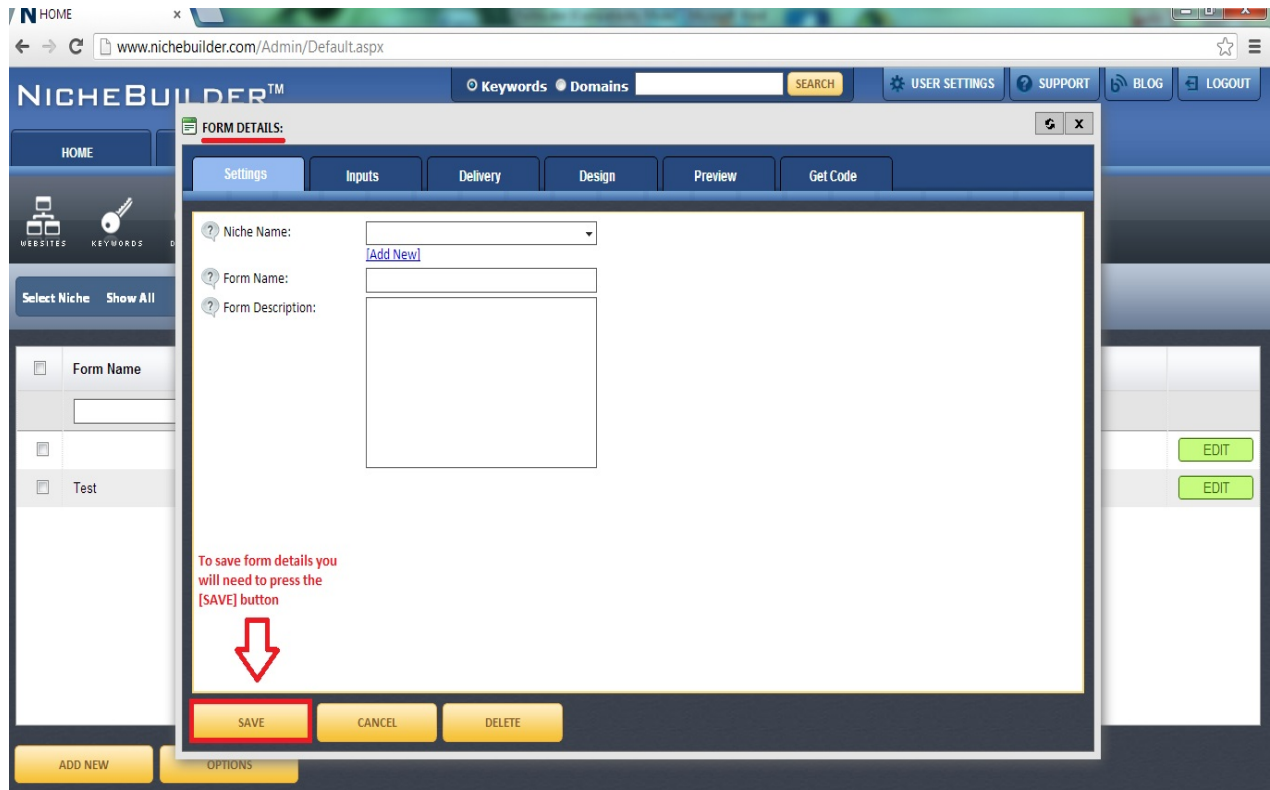 HOME
www.nichebuilder.com/Admin/Default.aspx
NICHEBUILDER™
Keywords Domains SEARCH USER SETTINGS SUPPORT BLOG LOGOUT
FORM DETAILS: X
HOME
Settings Inputs Delivery Design Preview Get Code
WEBSITES KEYWORDS D
Niche Name:
[Add New]
Form Name:
Select Niche Show All
Form Description:
Form Name
EDIT
Test EDIT
To save form details you
will need to press the
[SAVE] button
SAVE CANCEL DELETE
ADD NEW OPTIONS